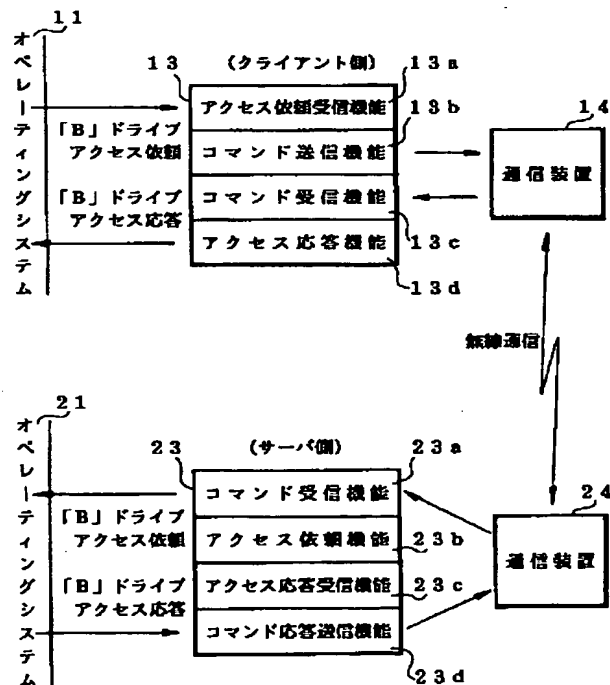 11
オペレーティングシステム
13
(クライアント側)
13a
アクセス依頼受信機能
13b
「B」ドライブ
アクセス依頼
コマンド送信機能
14
通信装置
「B」ドライブ
アクセス応答
コマンド受信機能
13c
アクセス応答機能
13d
無線通信
21
オペレーティングシステム
23
(サーバ側)
23a
コマンド受信機能
24
「B」ドライブ
アクセス依頼
アクセス依頼機能
23b
通信装置
「B」ドライブ
アクセス応答
アクセス応答受信機能
23c
コマンド応答送信機能
23d